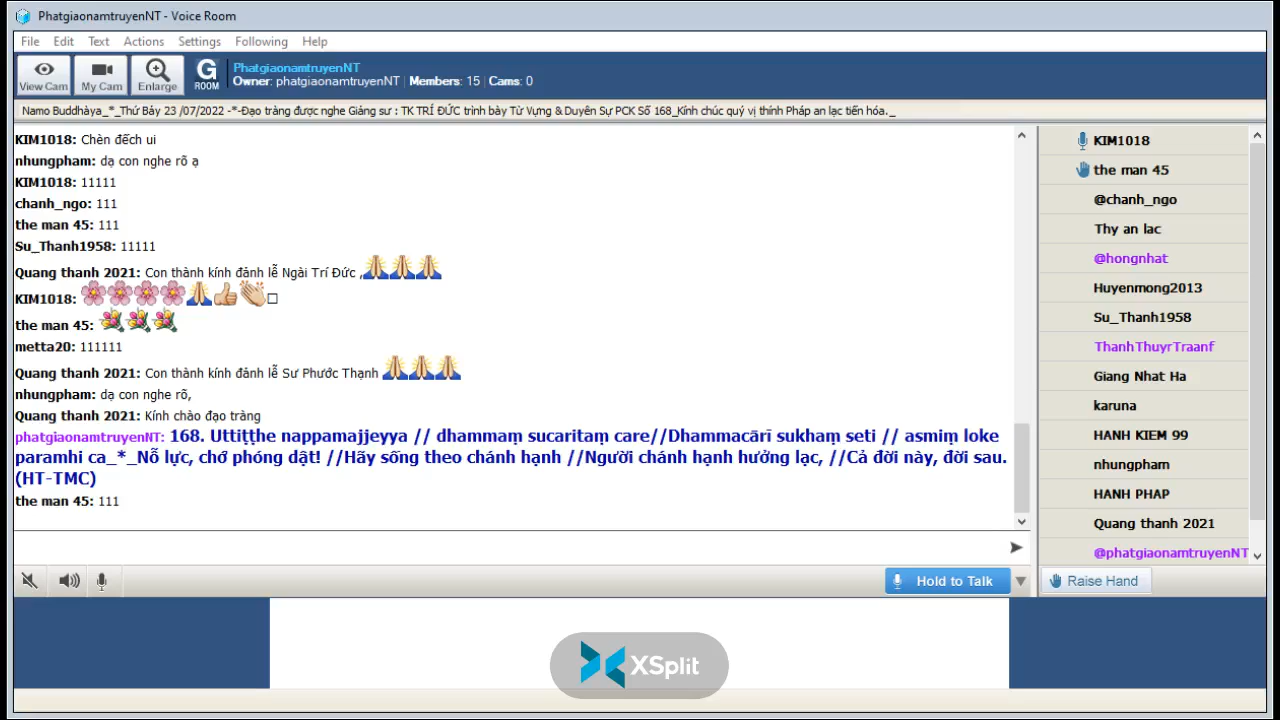 PhatgiaonamtruyenNT - Voice Room
File Edit Text Actions Settings Following Help
View Cam My Cam Enlarge G ROOM
PhatgiaonamtruyenNT
Owner: phatgiaonamtruyenNT | Members: 15 | Cams: 0
Namo Buddhàya_*_Thứ Bảy 23 /07/2022 -*-Đạo tràng được nghe Giảng sư : TK TRÍ ĐỨC trình bày Từ Vựng & Duyên Sự PCK Số 168_Kính chúc quý vị thính Pháp an lạc tiến hóa._
KIM1018: Chèn đếch ui
nhungpham: dạ con nghe rõ ạ
KIM1018: 11111
chanh_ngo: 111
the man 45: 111
Su_Thanh1958: 11111
Quang thanh 2021: Con thành kính đảnh lễ Ngài Trí Đức ,🙏🙏🙏
KIM1018: 🌸🌸🌸🌸🙏👍👏□
the man 45: 💐💐💐
metta20: 111111
Quang thanh 2021: Con thành kính đảnh lễ Sư Phước Thạnh 🙏🙏🙏
nhungpham: dạ con nghe rõ,
Quang thanh 2021: Kính chào đạo tràng
phatgiaonamtruyenNT: 168. Uttiṭṭhe nappamajjeyya // dhammaṃ sucaritaṃ care//Dhammacārī sukhaṃ seti // asmiṃ loke
paramhi ca_*_Nỗ lực, chớ phóng dật! //Hãy sống theo chánh hạnh //Người chánh hạnh hưởng lạc, //Cả đời này, đời sau.
(HT-TMC)
the man 45: 111
KIM1018
the man 45
@chanh_ngo
Thy an lac
@hongnhat
Huyenmong2013
Su_Thanh1958
ThanhThuyrTraanf
Giang Nhat Ha
karuna
HANH KIEM 99
nhungpham
HANH PHAP
Quang thanh 2021
@phatgiaonamtruyenNT
Hold to Talk
Raise Hand
XSplit